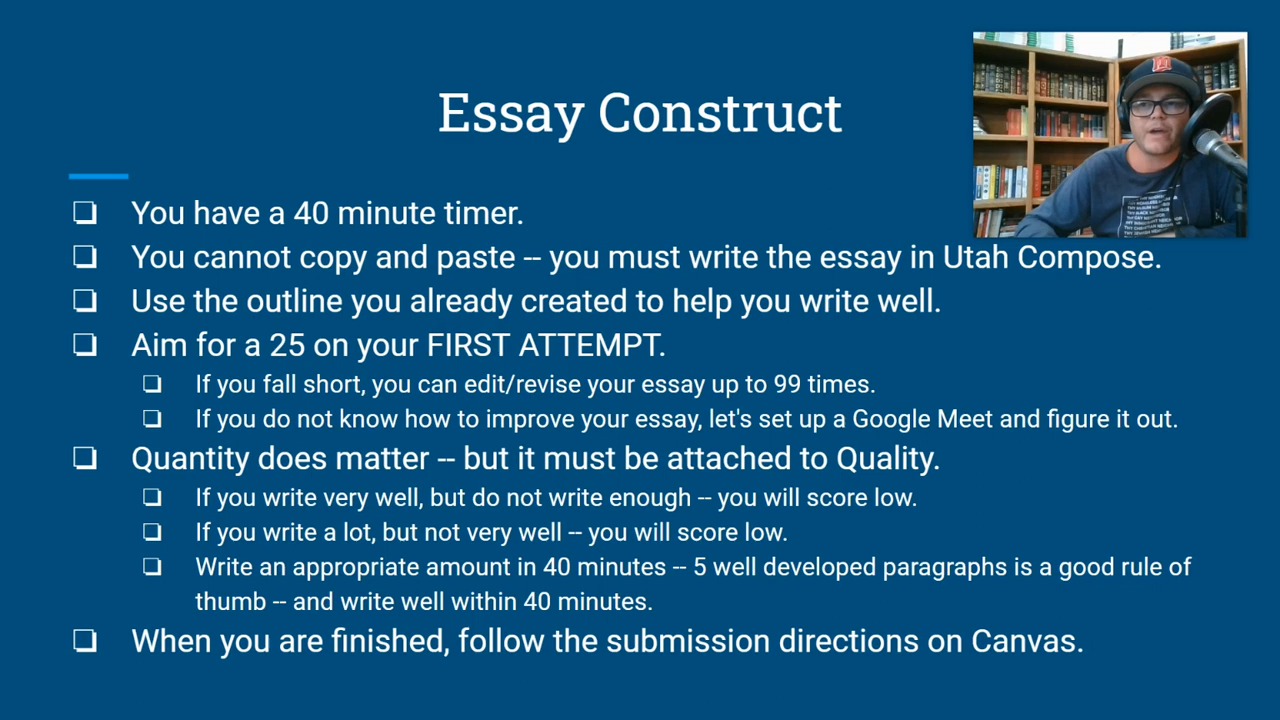 Essay Construct
You have a 40 minute timer.
You cannot copy and paste -- you must write the essay in Utah Compose.
Use the outline you already created to help you write well.
Aim for a 25 on your FIRST ATTEMPT.
If you fall short, you can edit/revise your essay up to 99 times.
If you do not know how to improve your essay, let's set up a Google Meet and figure it out.
Quantity does matter -- but it must be attached to Quality.
If you write very well, but do not write enough -- you will score low.
If you write a lot, but not very well -- you will score low.
Write an appropriate amount in 40 minutes -- 5 well developed paragraphs is a good rule of
thumb -- and write well within 40 minutes.
When you are finished, follow the submission directions on Canvas.